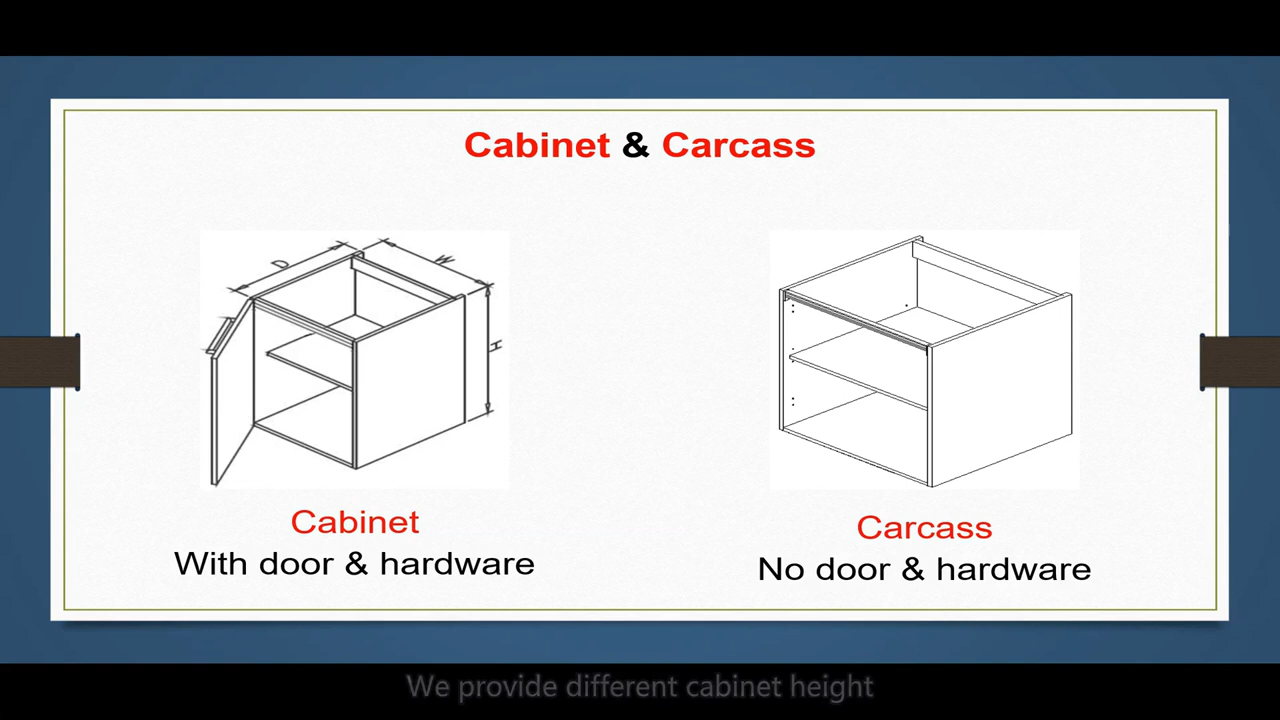 Cabinet & Carcass
D
W
H
Cabinet
With door & hardware
Carcass
No door & hardware
We provide different cabinet height